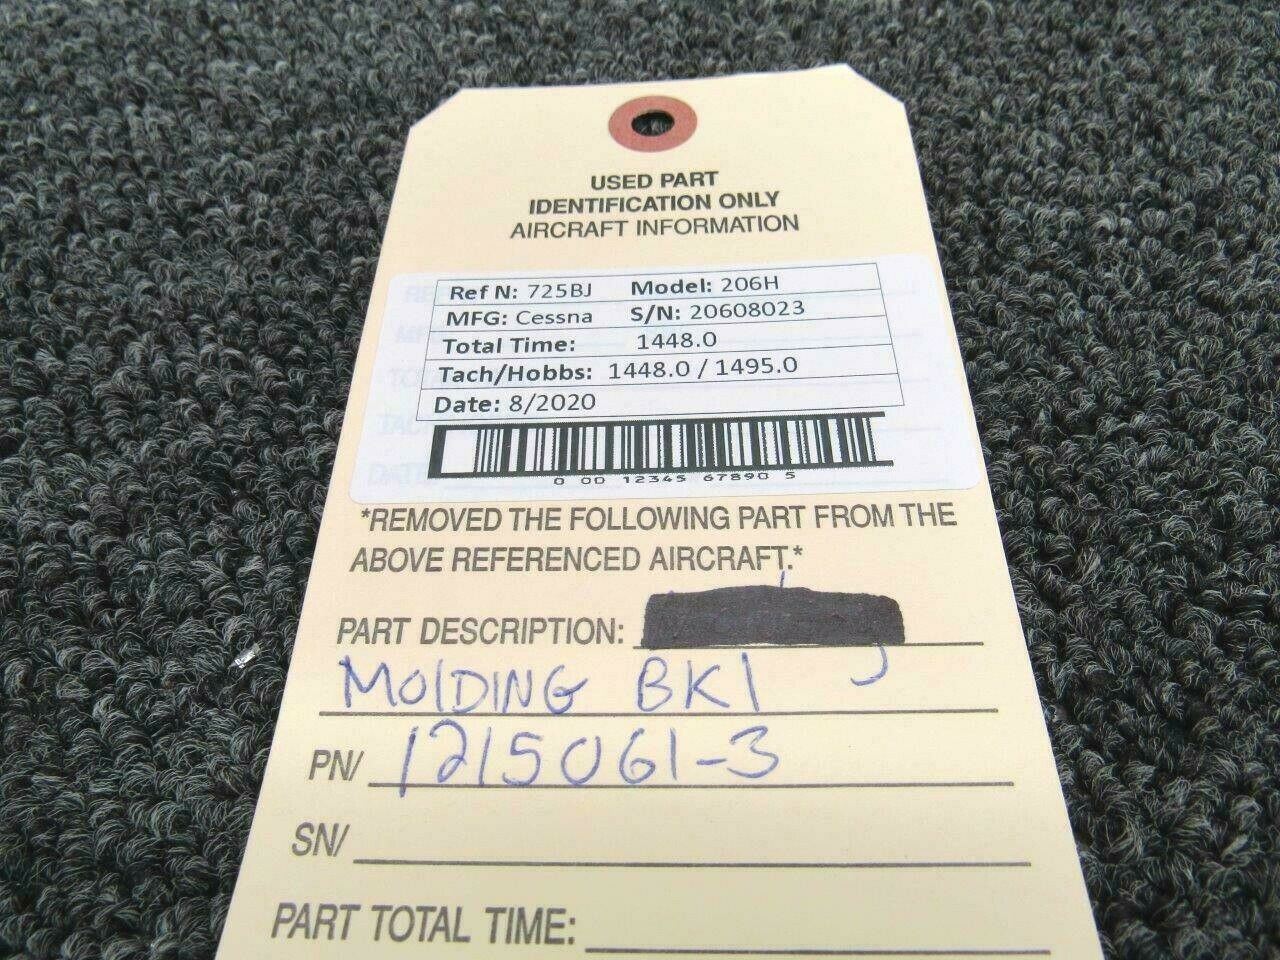 USED PART
IDENTIFICATION ONLY
AIRCRAFT INFORMATION
Ref N: 725BJ Model: 206H
MFG: Cessna S/N: 20608023
Total Time: 1448.0
Tach/Hobbs: 1448.0 / 1495.0
Date: 8/2020
0 00 12345 67890 5
*REMOVED THE FOLLOWING PART FROM THE
ABOVE REFERENCED AIRCRAFT.*
PART DESCRIPTION:
MOlDING BKl
PN/ 1215061-3
SN/
PART TOTAL TIME: